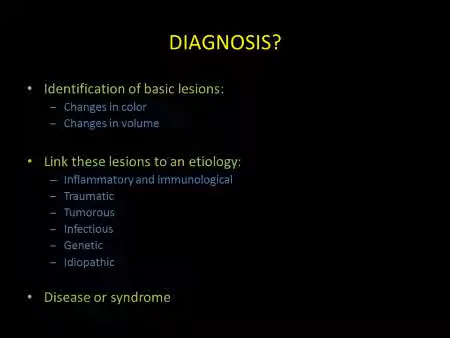 DIAGNOSIS?
• Identification of basic lesions:
– Changes in color
– Changes in volume
• Link these lesions to an etiology:
– Inflammatory and immunological
– Traumatic
– Tumorous
– Infectious
– Genetic
– Idiopathic
• Disease or syndrome